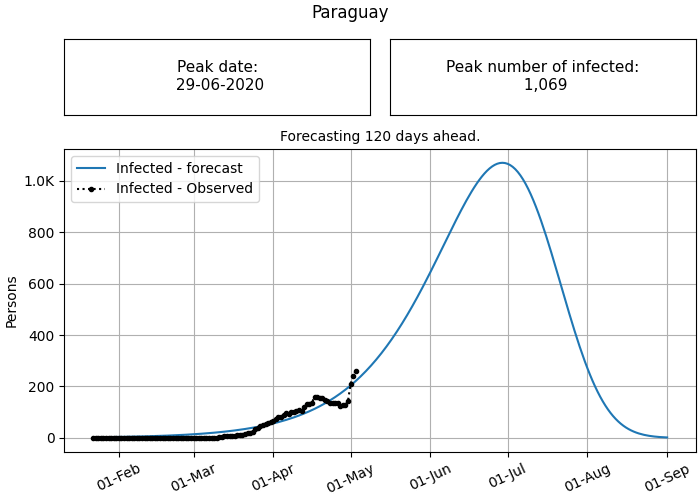 Paraguay
Peak date:
29-06-2020
Peak number of infected:
1,069
Forecasting 120 days ahead.
Infected - forecast
Infected - Observed
1.0K
800
600
400
200
0
Persons
01-Feb
01-Mar
01-Apr
01-May
01-Jun
01-Jul
01-Aug
01-Sep